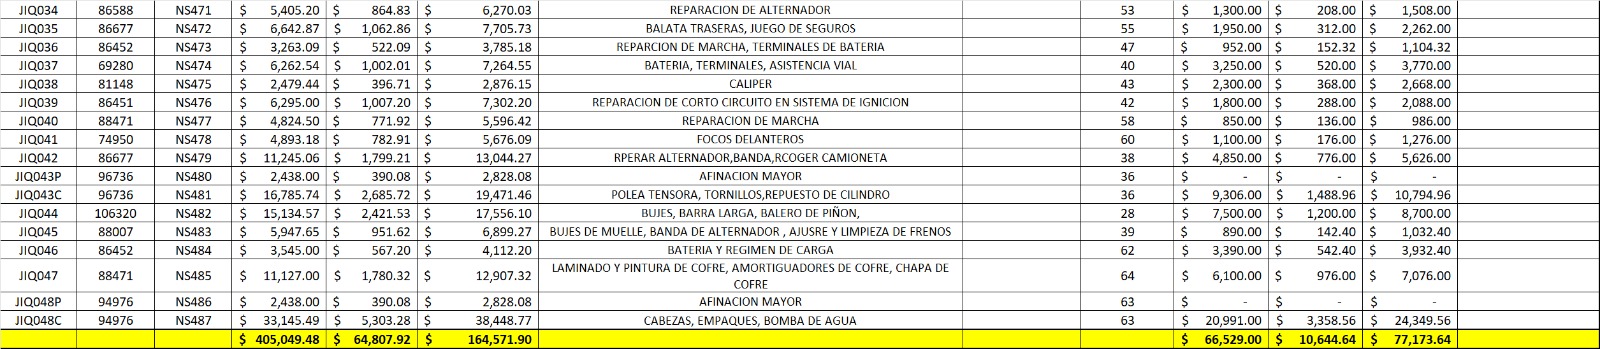 JIQ034 86588 NS471 $ 5,405.20 $ 864.83 $ 6,270.03 REPARACION DE ALTERNADOR 53 $ 1,300.00 $ 208.00 $ 1,508.00
JIQ035 86677 NS472 $ 6,642.87 $ 1,062.86 $ 7,705.73 BALATA TRASERAS, JUEGO DE SEGUROS 55 $ 1,950.00 $ 312.00 $ 2,262.00
JIQ036 86452 NS473 $ 3,263.09 $ 522.09 $ 3,785.18 REPARCION DE MARCHA, TERMINALES DE BATERIA 47 $ 952.00 $ 152.32 $ 1,104.32
JIQ037 69280 NS474 $ 6,262.54 $ 1,002.01 $ 7,264.55 BATERIA, TERMINALES, ASISTENCIA VIAL 40 $ 3,250.00 $ 520.00 $ 3,770.00
JIQ038 81148 NS475 $ 2,479.44 $ 396.71 $ 2,876.15 CALIPER 43 $ 2,300.00 $ 368.00 $ 2,668.00
JIQ039 86451 NS476 $ 6,295.00 $ 1,007.20 $ 7,302.20 REPARACION DE CORTO CIRCUITO EN SISTEMA DE IGNICION 42 $ 1,800.00 $ 288.00 $ 2,088.00
JIQ040 88471 NS477 $ 4,824.50 $ 771.92 $ 5,596.42 REPARACION DE MARCHA 58 $ 850.00 $ 136.00 $ 986.00
JIQ041 74950 NS478 $ 4,893.18 $ 782.91 $ 5,676.09 FOCOS DELANTEROS 60 $ 1,100.00 $ 176.00 $ 1,276.00
JIQ042 86677 NS479 $ 11,245.06 $ 1,799.21 $ 13,044.27 RPERAR ALTERNADOR,BANDA,RCOGER CAMIONETA 38 $ 4,850.00 $ 776.00 $ 5,626.00
JIQ043P 96736 NS480 $ 2,438.00 $ 390.08 $ 2,828.08 AFINACION MAYOR 36 $ - $ - $ -
JIQ043C 96736 NS481 $ 16,785.74 $ 2,685.72 $ 19,471.46 POLEA TENSORA, TORNILLOS,REPUESTO DE CILINDRO 36 $ 9,306.00 $ 1,488.96 $ 10,794.96
JIQ044 106320 NS482 $ 15,134.57 $ 2,421.53 $ 17,556.10 BUJES, BARRA LARGA, BALERO DE PIÑON, 28 $ 7,500.00 $ 1,200.00 $ 8,700.00
JIQ045 88007 NS483 $ 5,947.65 $ 951.62 $ 6,899.27 BUJES DE MUELLE, BANDA DE ALTERNADOR , AJUSRE Y LIMPIEZA DE FRENOS 39 $ 890.00 $ 142.40 $ 1,032.40
JIQ046 86452 NS484 $ 3,545.00 $ 567.20 $ 4,112.20 BATERIA Y REGIMEN DE CARGA 62 $ 3,390.00 $ 542.40 $ 3,932.40
LAMINADO Y PINTURA DE COFRE, AMORTIGUADORES DE COFRE, CHAPA DE
JIQ047 88471 NS485 $ 11,127.00 $ 1,780.32 $ 12,907.32 64 $ 6,100.00 $ 976.00 $ 7,076.00
COFRE
JIQ048P 94976 NS486 $ 2,438.00 $ 390.08 $ 2,828.08 AFINACION MAYOR 63 $ - $ - $ -
JIQ048C 94976 NS487 $ 33,145.49 $ 5,303.28 $ 38,448.77 CABEZAS, EMPAQUES, BOMBA DE AGUA 63 $ 20,991.00 $ 3,358.56 $ 24,349.56
$ 405,049.48 $ 64,807.92 $ 164,571.90 $ 66,529.00 $ 10,644.64 $ 77,173.64